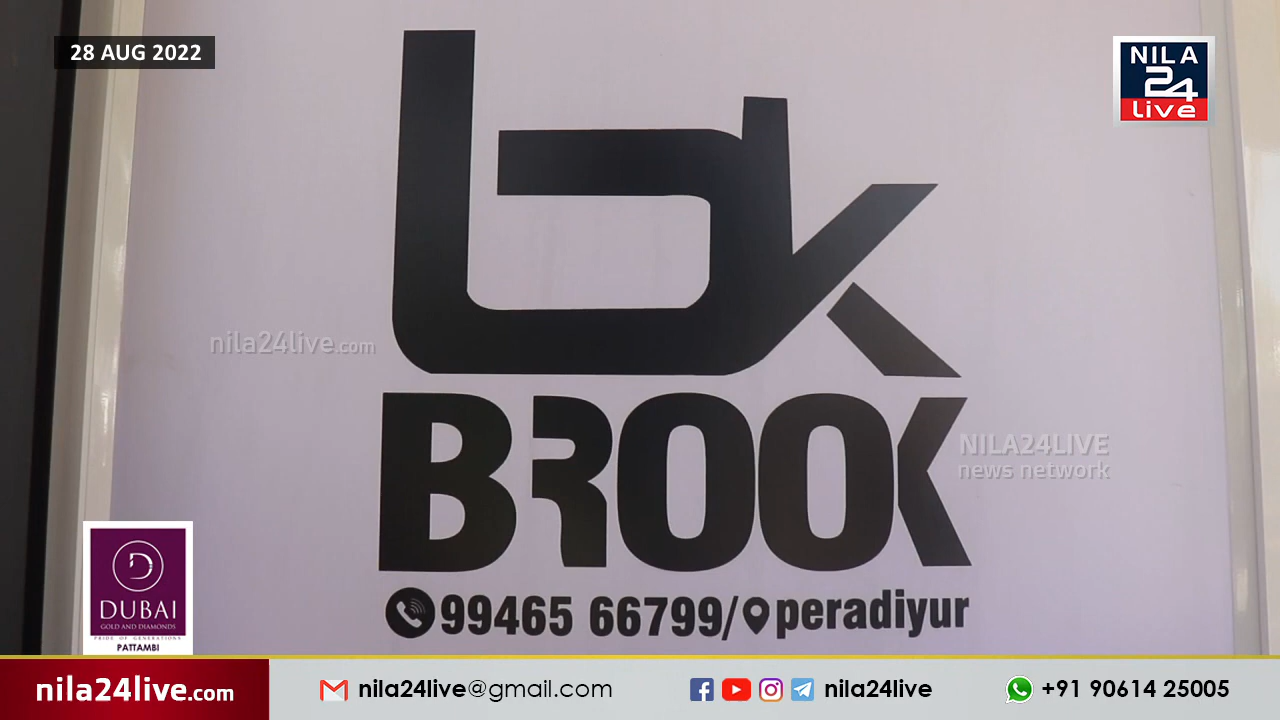 28 AUG 2022
NILA
24
live
bk
nila24live.com
BROOK
NILA24LIVE
news network
99465 66799/peradiyur
DUBAI
GOLD AND DIAMONDS
PRIDE OF GENERATIONS
PATTAMBI
nila24live.com
nila24live@gmail.com
nila24live
+91 90614 25005